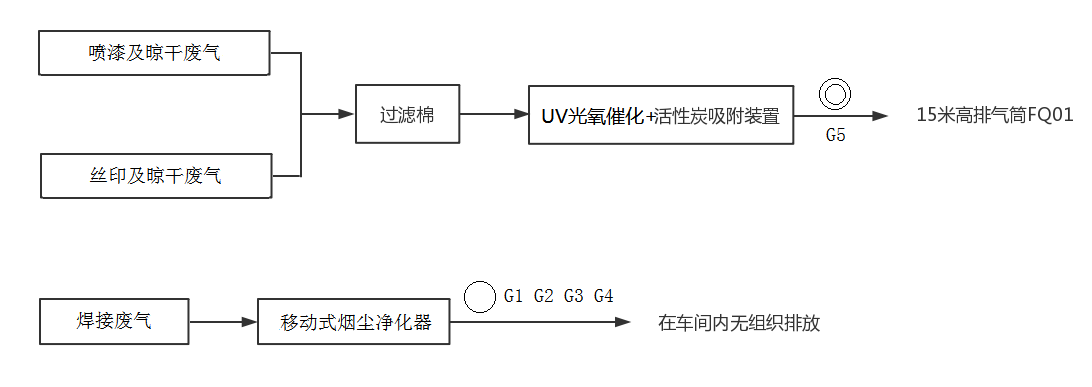 喷漆及晾干废气
过滤棉
UV光氧催化+活性炭吸附装置
G5
15米高排气筒FQ01
丝印及晾干废气
焊接废气
移动式烟尘净化器
G1 G2 G3 G4
在车间内无组织排放